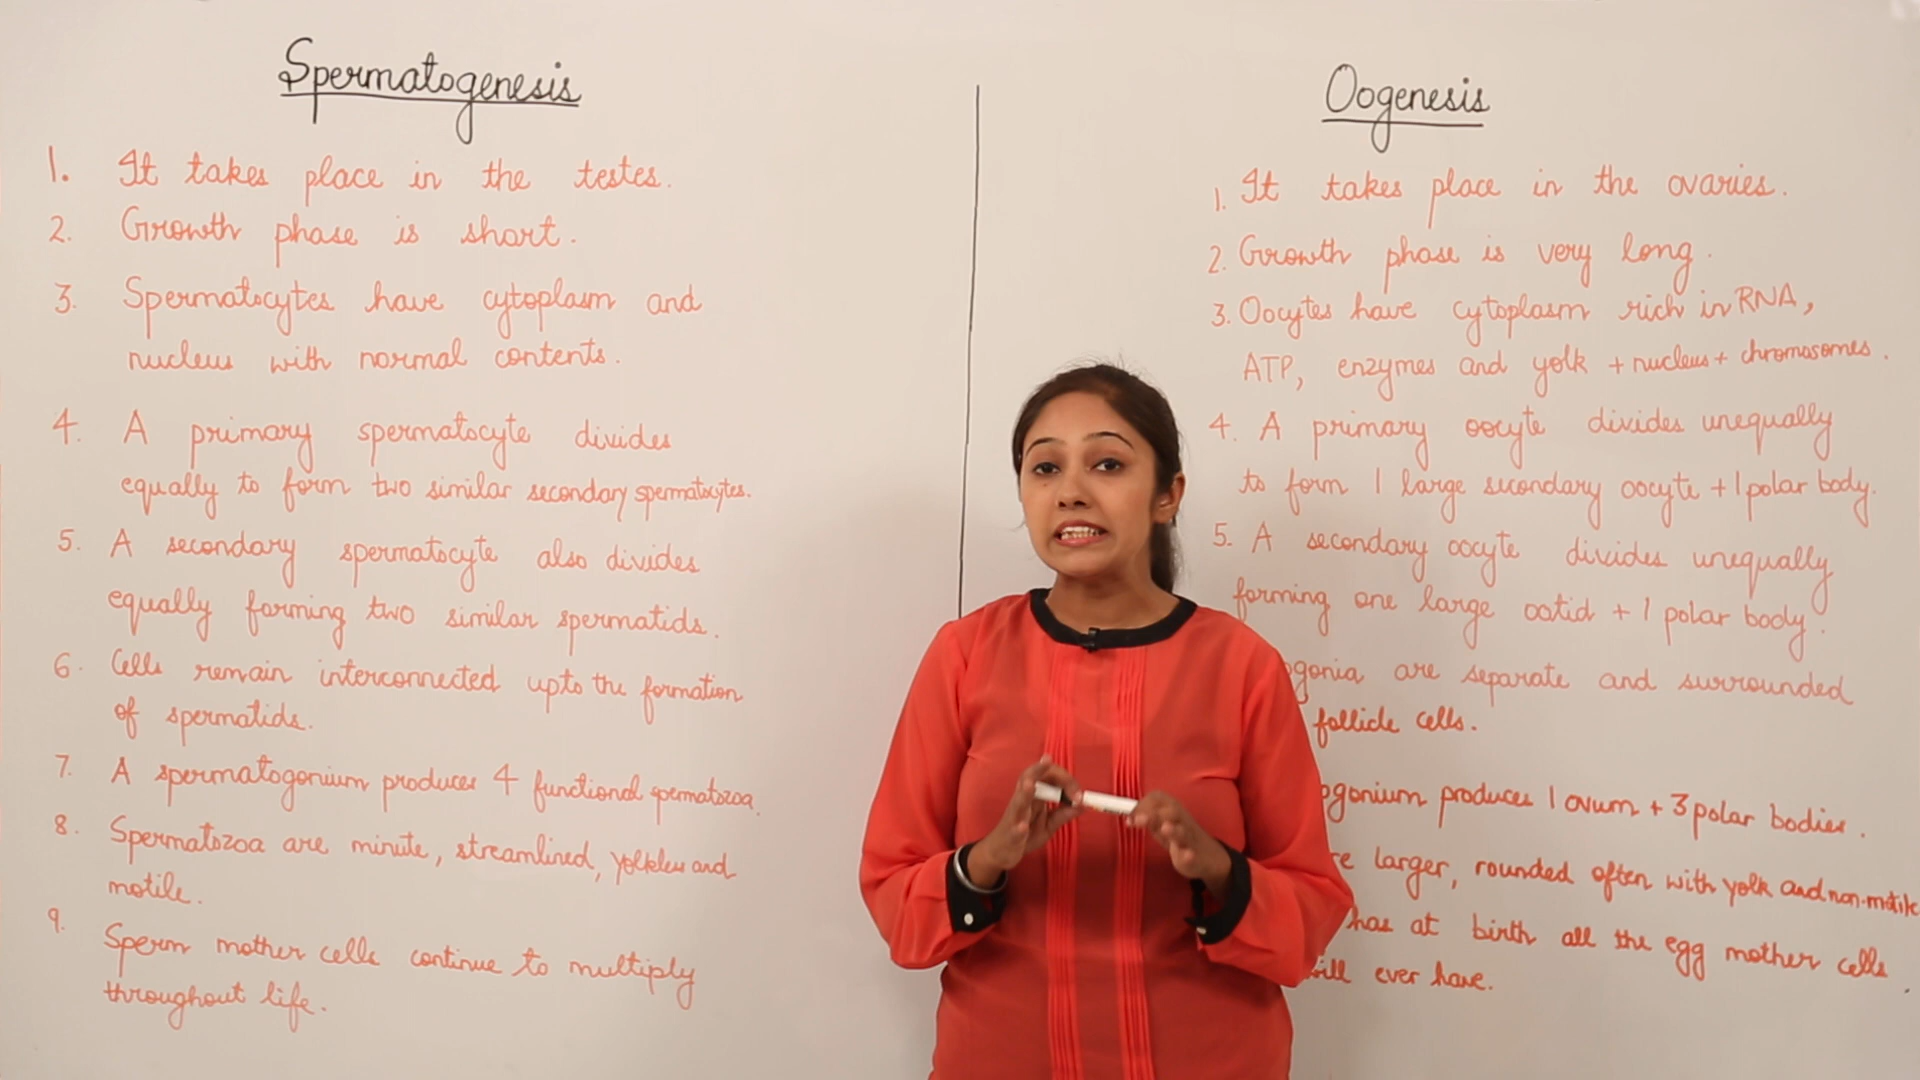 Spermatogenesis
1. It takes place in the testes.
2. Growth phase is short.
3. Spermatocytes have cytoplasm and
nucleus with normal contents.
4. A primary spermatocyte divides
equally to form two similar secondary spermatocytes.
5. A secondary spermatocyte also divides
equally forming two similar spermatids.
6. Cells remain interconnected upto the formation
of spermatids.
7. A spermatogonium produces 4 functional spermatozoa.
8. Spermatozoa are minute, streamlined, yolkless and
motile.
9. Sperm mother cells continue to multiply
throughout life.
Oogenesis
1. It takes place in the ovaries.
2. Growth phase is very long.
3. Oocytes have cytoplasm rich in RNA,
ATP, enzymes and yolk + nucleus + chromosomes.
4. A primary oocyte divides unequally
to form 1 large secondary oocyte + 1 polar body.
5. A secondary oocyte divides unequally
forming one large ootid + 1 polar body.
gonia are separate and surrounded
follicle cells.
ogonium produces 1 ovum + 3 polar bodies.
re larger, rounded often with yolk and non-motile
has at birth all the egg mother cells
will ever have.